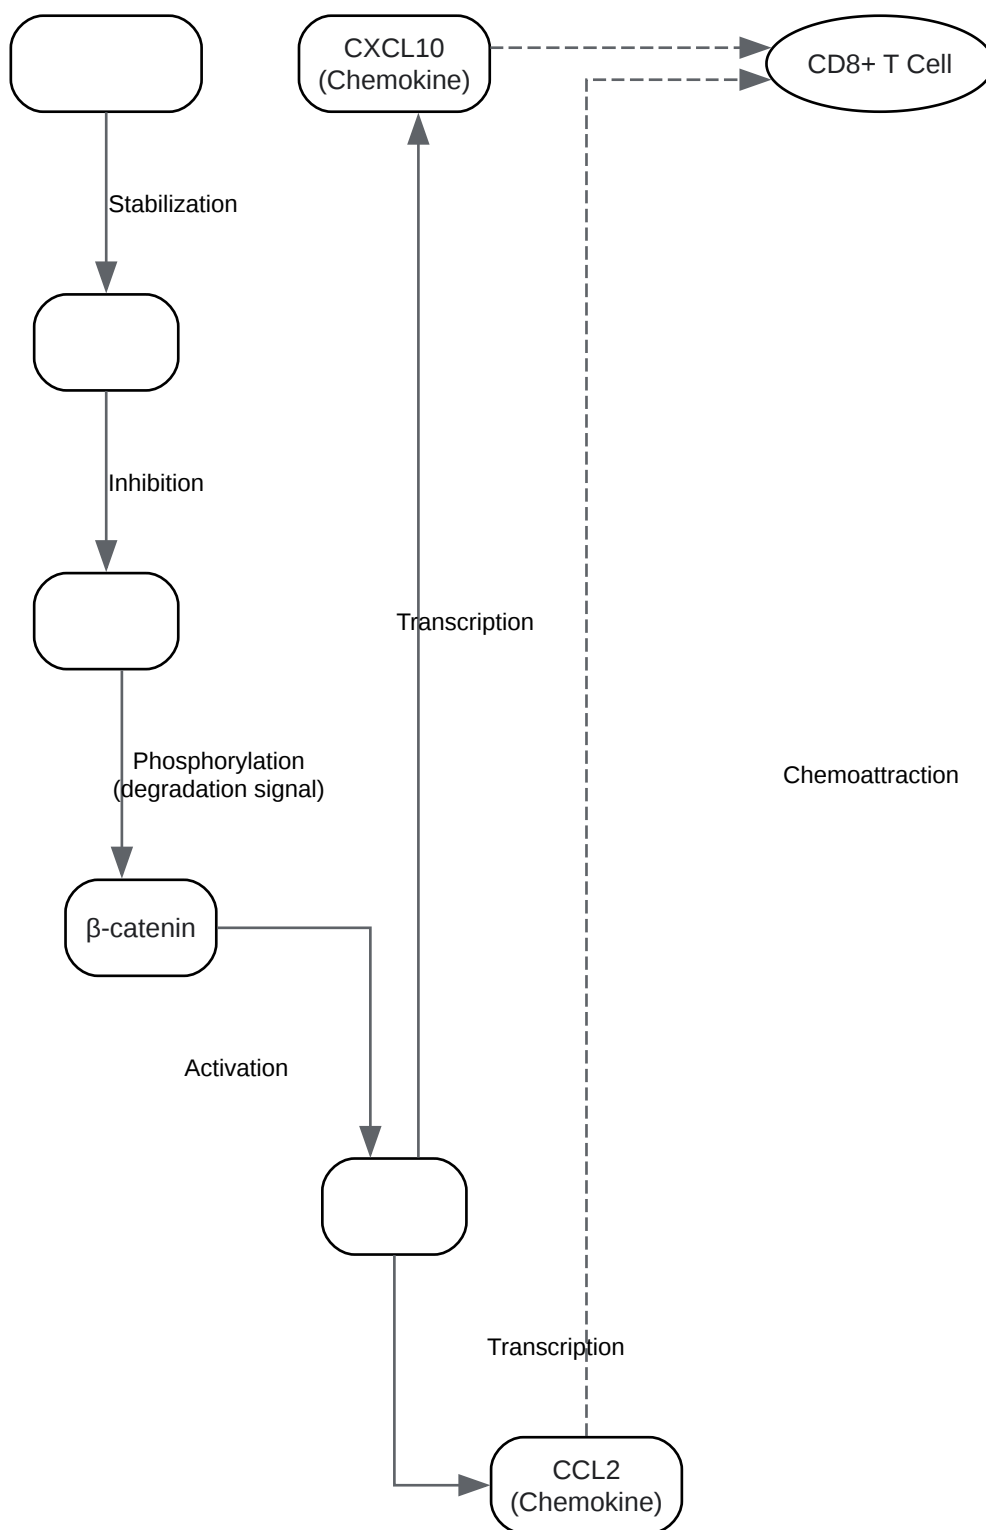 CXCL10
(Chemokine)
CD8+ T Cell
Stabilization
Inhibition
Transcription
Phosphorylation
(degradation signal)
Chemoattraction
β-catenin
Activation
Transcription
CCL2
(Chemokine)